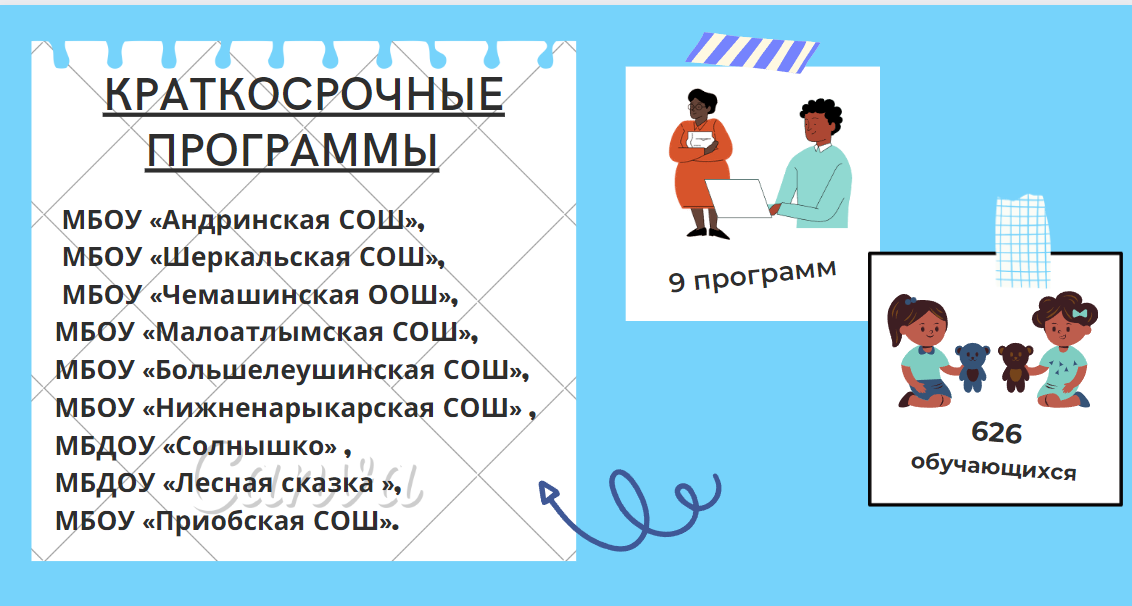 КРАТКОСРОЧНЫЕ
ПРОГРАММЫ
МБОУ «Андринская СОШ»,
МБОУ «Шеркальская СОШ»,
МБОУ «Чемашинская ООШ»,
МБОУ «Малоатлымская СОШ»,
МБОУ «Большелеушинская СОШ»,
МБОУ «Нижненарыкарская СОШ» ,
МБДОУ «Солнышко» ,
МБДОУ «Лесная сказка »,
МБОУ «Приобская СОШ».
Canva
9 программ
626
обучающихся